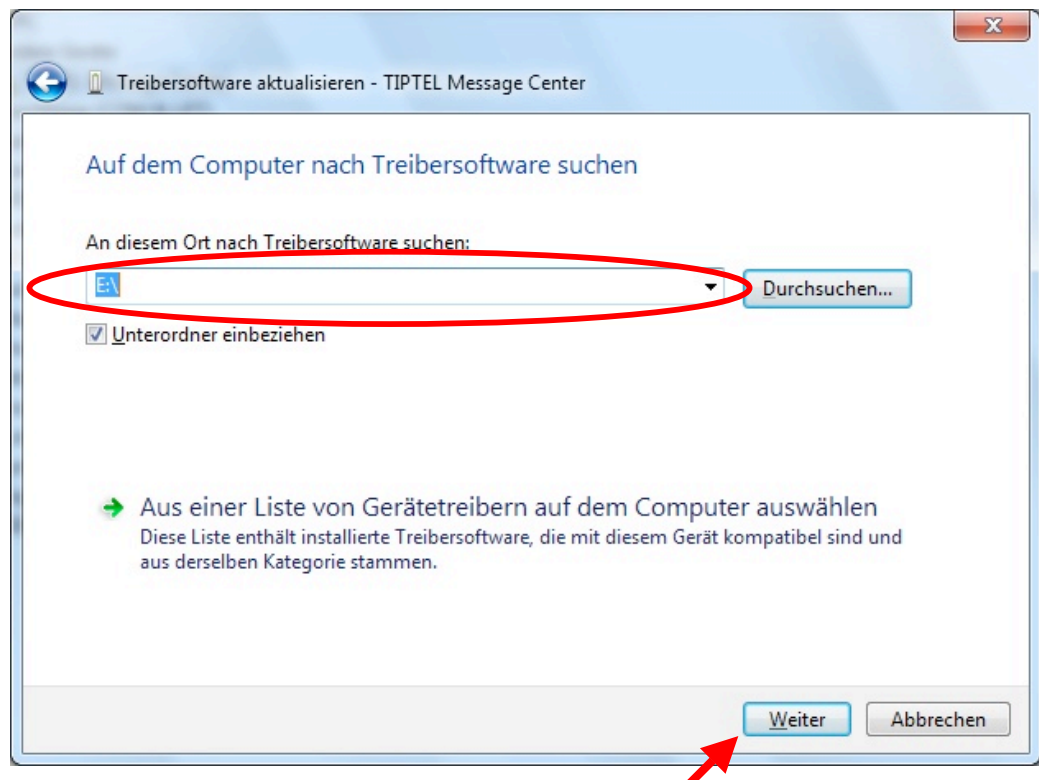 Treibersoftware aktualisieren - TIPTEL Message Center
Auf dem Computer nach Treibersoftware suchen
An diesem Ort nach Treibersoftware suchen:
E:\
Durchsuchen...
Unterordner einbeziehen
Aus einer Liste von Gerätetreibern auf dem Computer auswählen
Diese Liste enthält installierte Treibersoftware, die mit diesem Gerät kompatibel sind und
aus derselben Kategorie stammen.
Weiter
Abbrechen